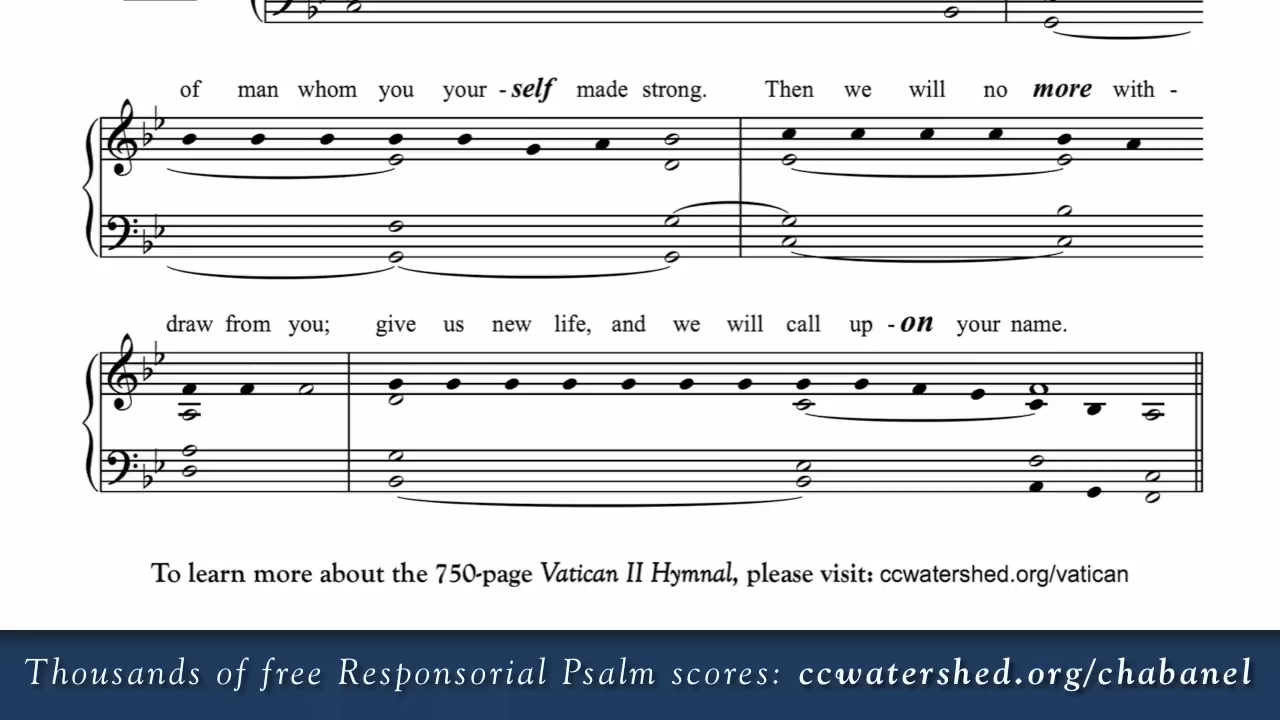 of man whom you your - self made strong. Then we will no more with -
draw from you; give us new life, and we will call up - on your name.
To learn more about the 750-page Vatican II Hymnal, please visit: ccwatershed.org/vatican
Thousands of free Responsorial Psalm scores: ccwatershed.org/chabanel